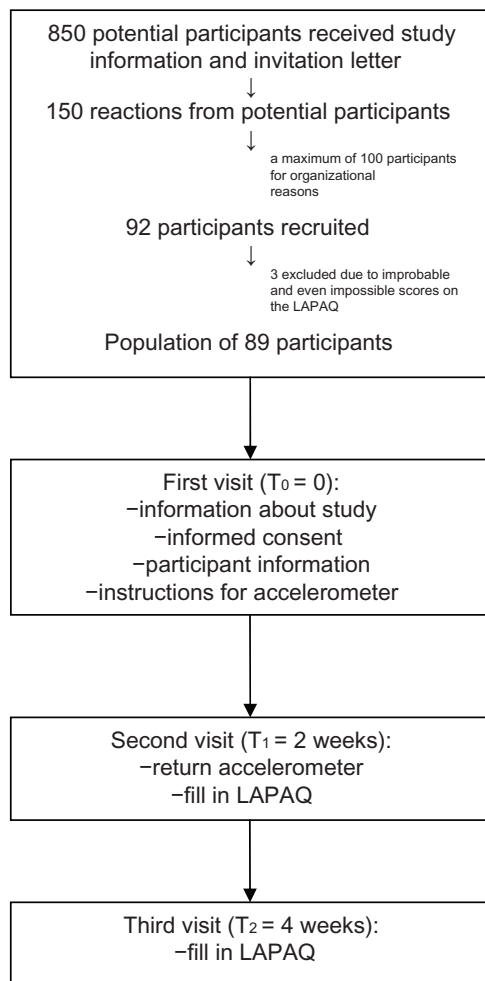 850 potential participants received study
information and invitation letter
↓
150 reactions from potential participants
↓
a maximum of 100 participants
for organizational
reasons
92 participants recruited
↓
3 excluded due to improbable
and even impossible scores on
the LAPAQ
Population of 89 participants
First visit (T₀ = 0):
−information about study
−informed consent
−participant information
−instructions for accelerometer
Second visit (T₁ = 2 weeks):
−return accelerometer
−fill in LAPAQ
Third visit (T₂ = 4 weeks):
−fill in LAPAQ